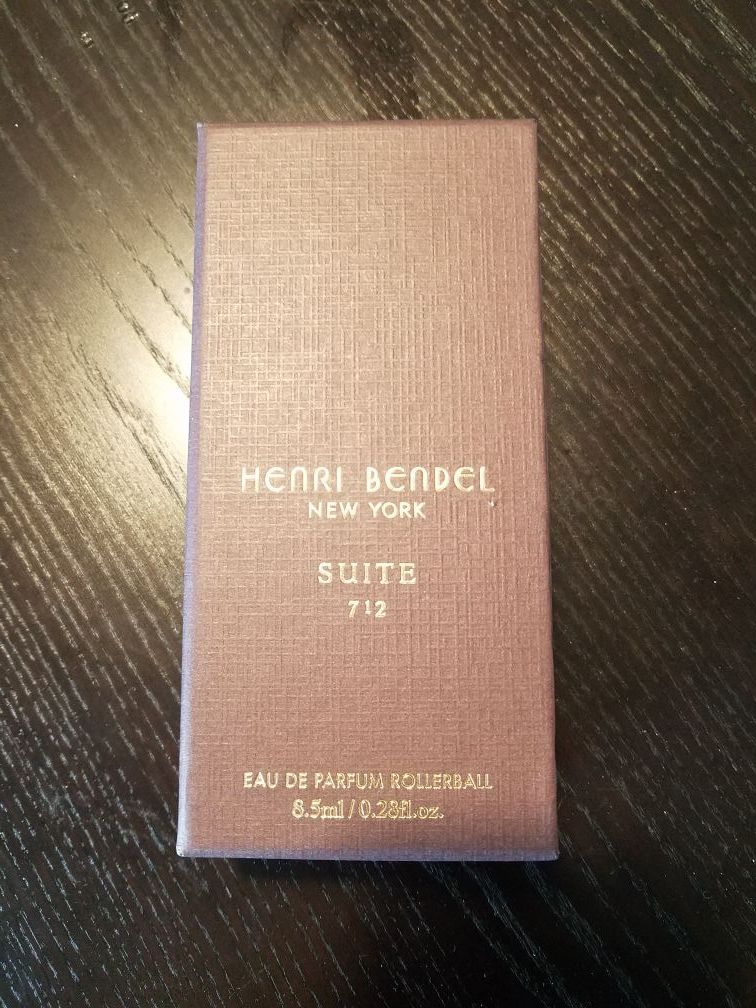 HENRI BENDEL
NEW YORK
SUITE
712
EAU DE PARFUM ROLLERBALL
8.5ml / 0.28fl.oz.